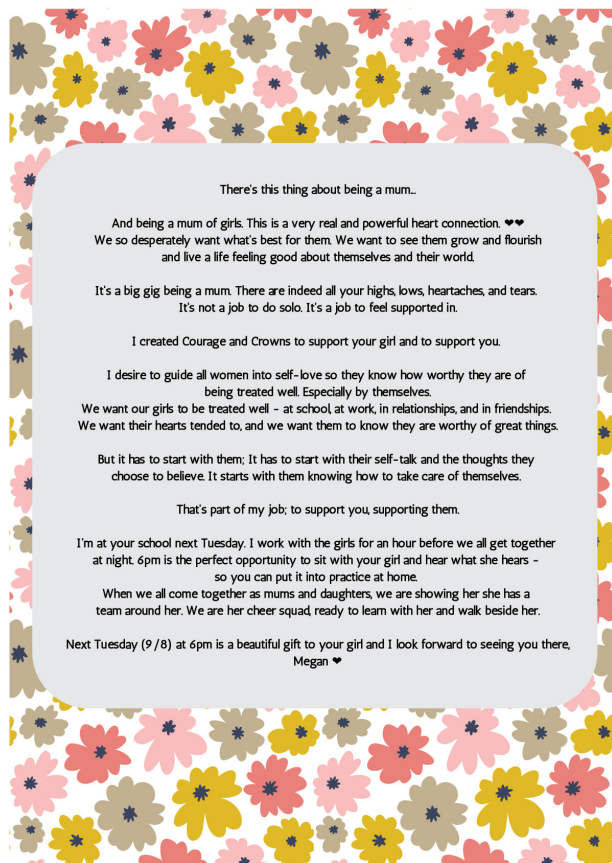 There's this thing about being a mum...
And being a mum of girls. This is a very real and powerful heart connection. ❤❤
We so desperately want what's best for them. We want to see them grow and flourish
and live a life feeling good about themselves and their world.
It's a big gig being a mum. There are indeed all your highs, lows, heartaches, and tears.
It's not a job to do solo. It's a job to feel supported in.
I created Courage and Crowns to support your girl and to support you.
I desire to guide all women into self-love so they know how worthy they are of
being treated well. Especially by themselves.
We want our girls to be treated well - at school, at work, in relationships, and in friendships.
We want their hearts tended to, and we want them to know they are worthy of great things.
But it has to start with them; It has to start with their self-talk and the thoughts they
choose to believe. It starts with them knowing how to take care of themselves.
That's part of my job; to support you, supporting them.
I'm at your school next Tuesday. I work with the girls for an hour before we all get together
at night. 6pm is the perfect opportunity to sit with your girl and hear what she hears -
so you can put it into practice at home.
When we all come together as mums and daughters, we are showing her she has a
team around her. We are her cheer squad, ready to learn with her and walk beside her.
Next Tuesday (9/8) at 6pm is a beautiful gift to your girl and I look forward to seeing you there,
Megan ❤